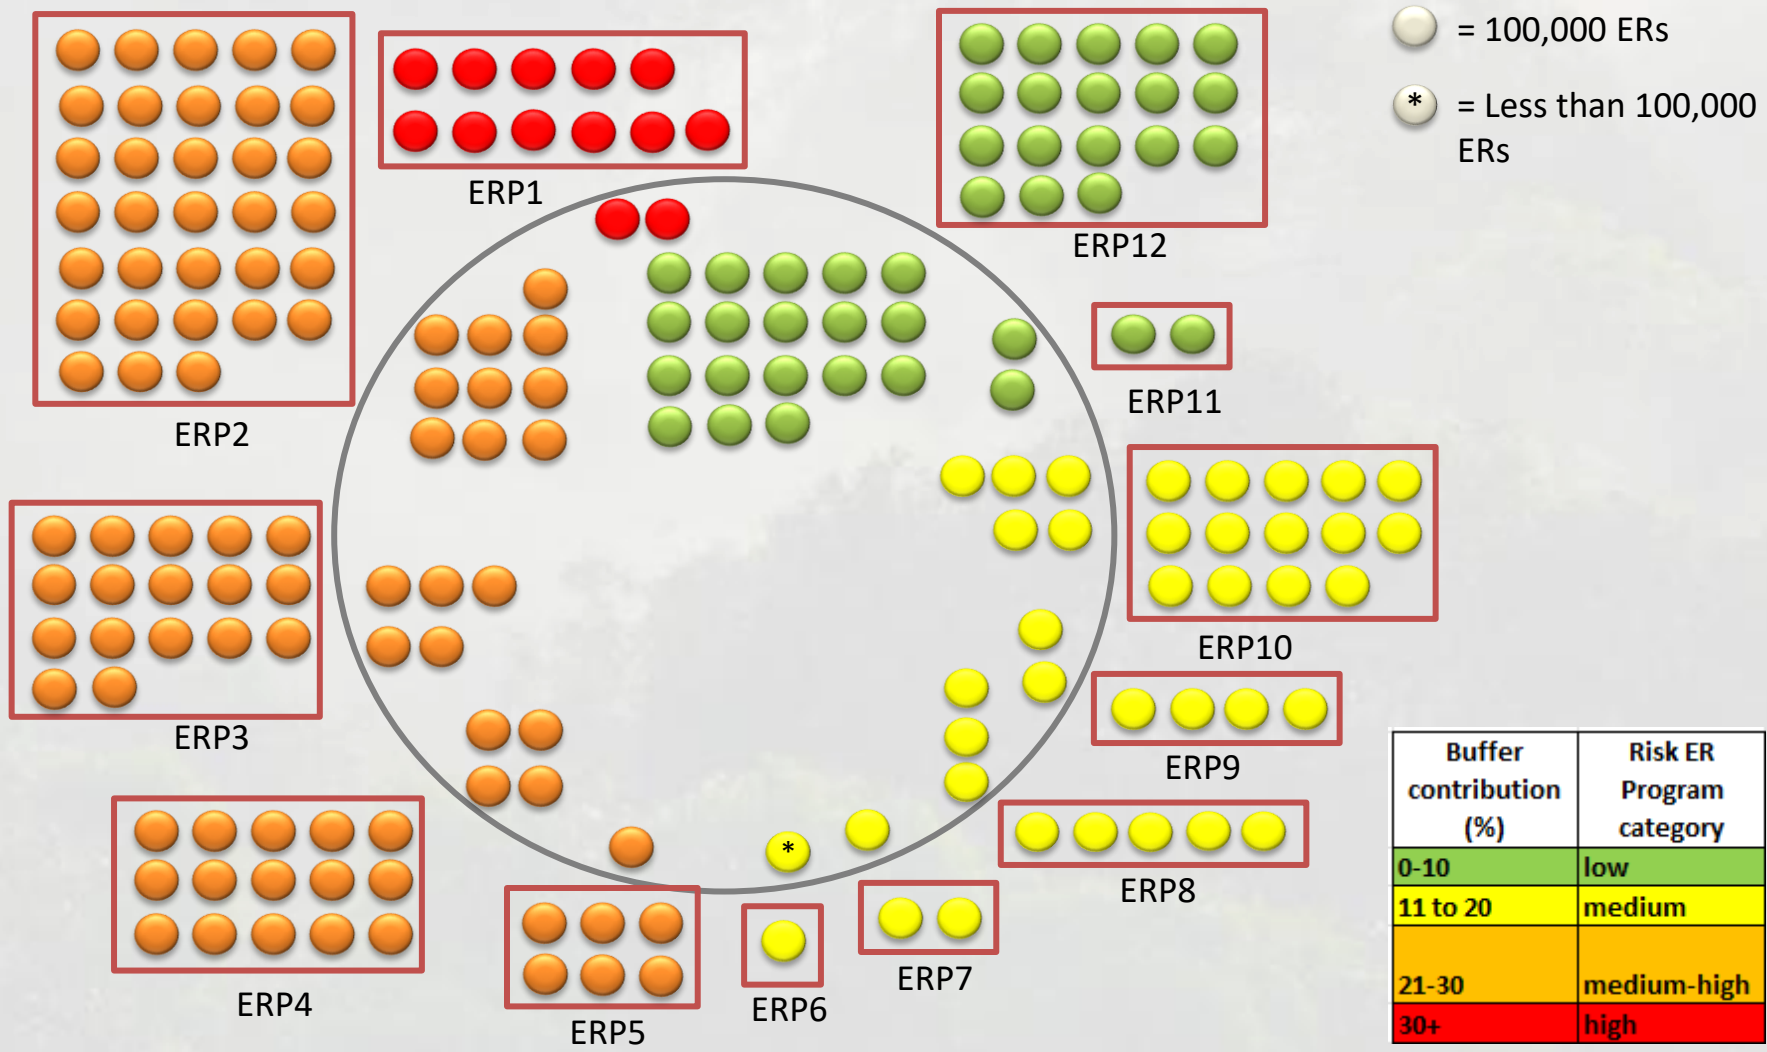 = 100,000 ERs
*
= Less than 100,000
ERs
ERP1
ERP12
ERP11
ERP2
ERP10
ERP3
ERP9
ERP8
*
ERP7
ERP4
ERP6
ERP5
Buffer
contribution
(%)
Risk ER
Program
category
0-10
low
11 to 20
medium
21-30
medium-high
30+
high